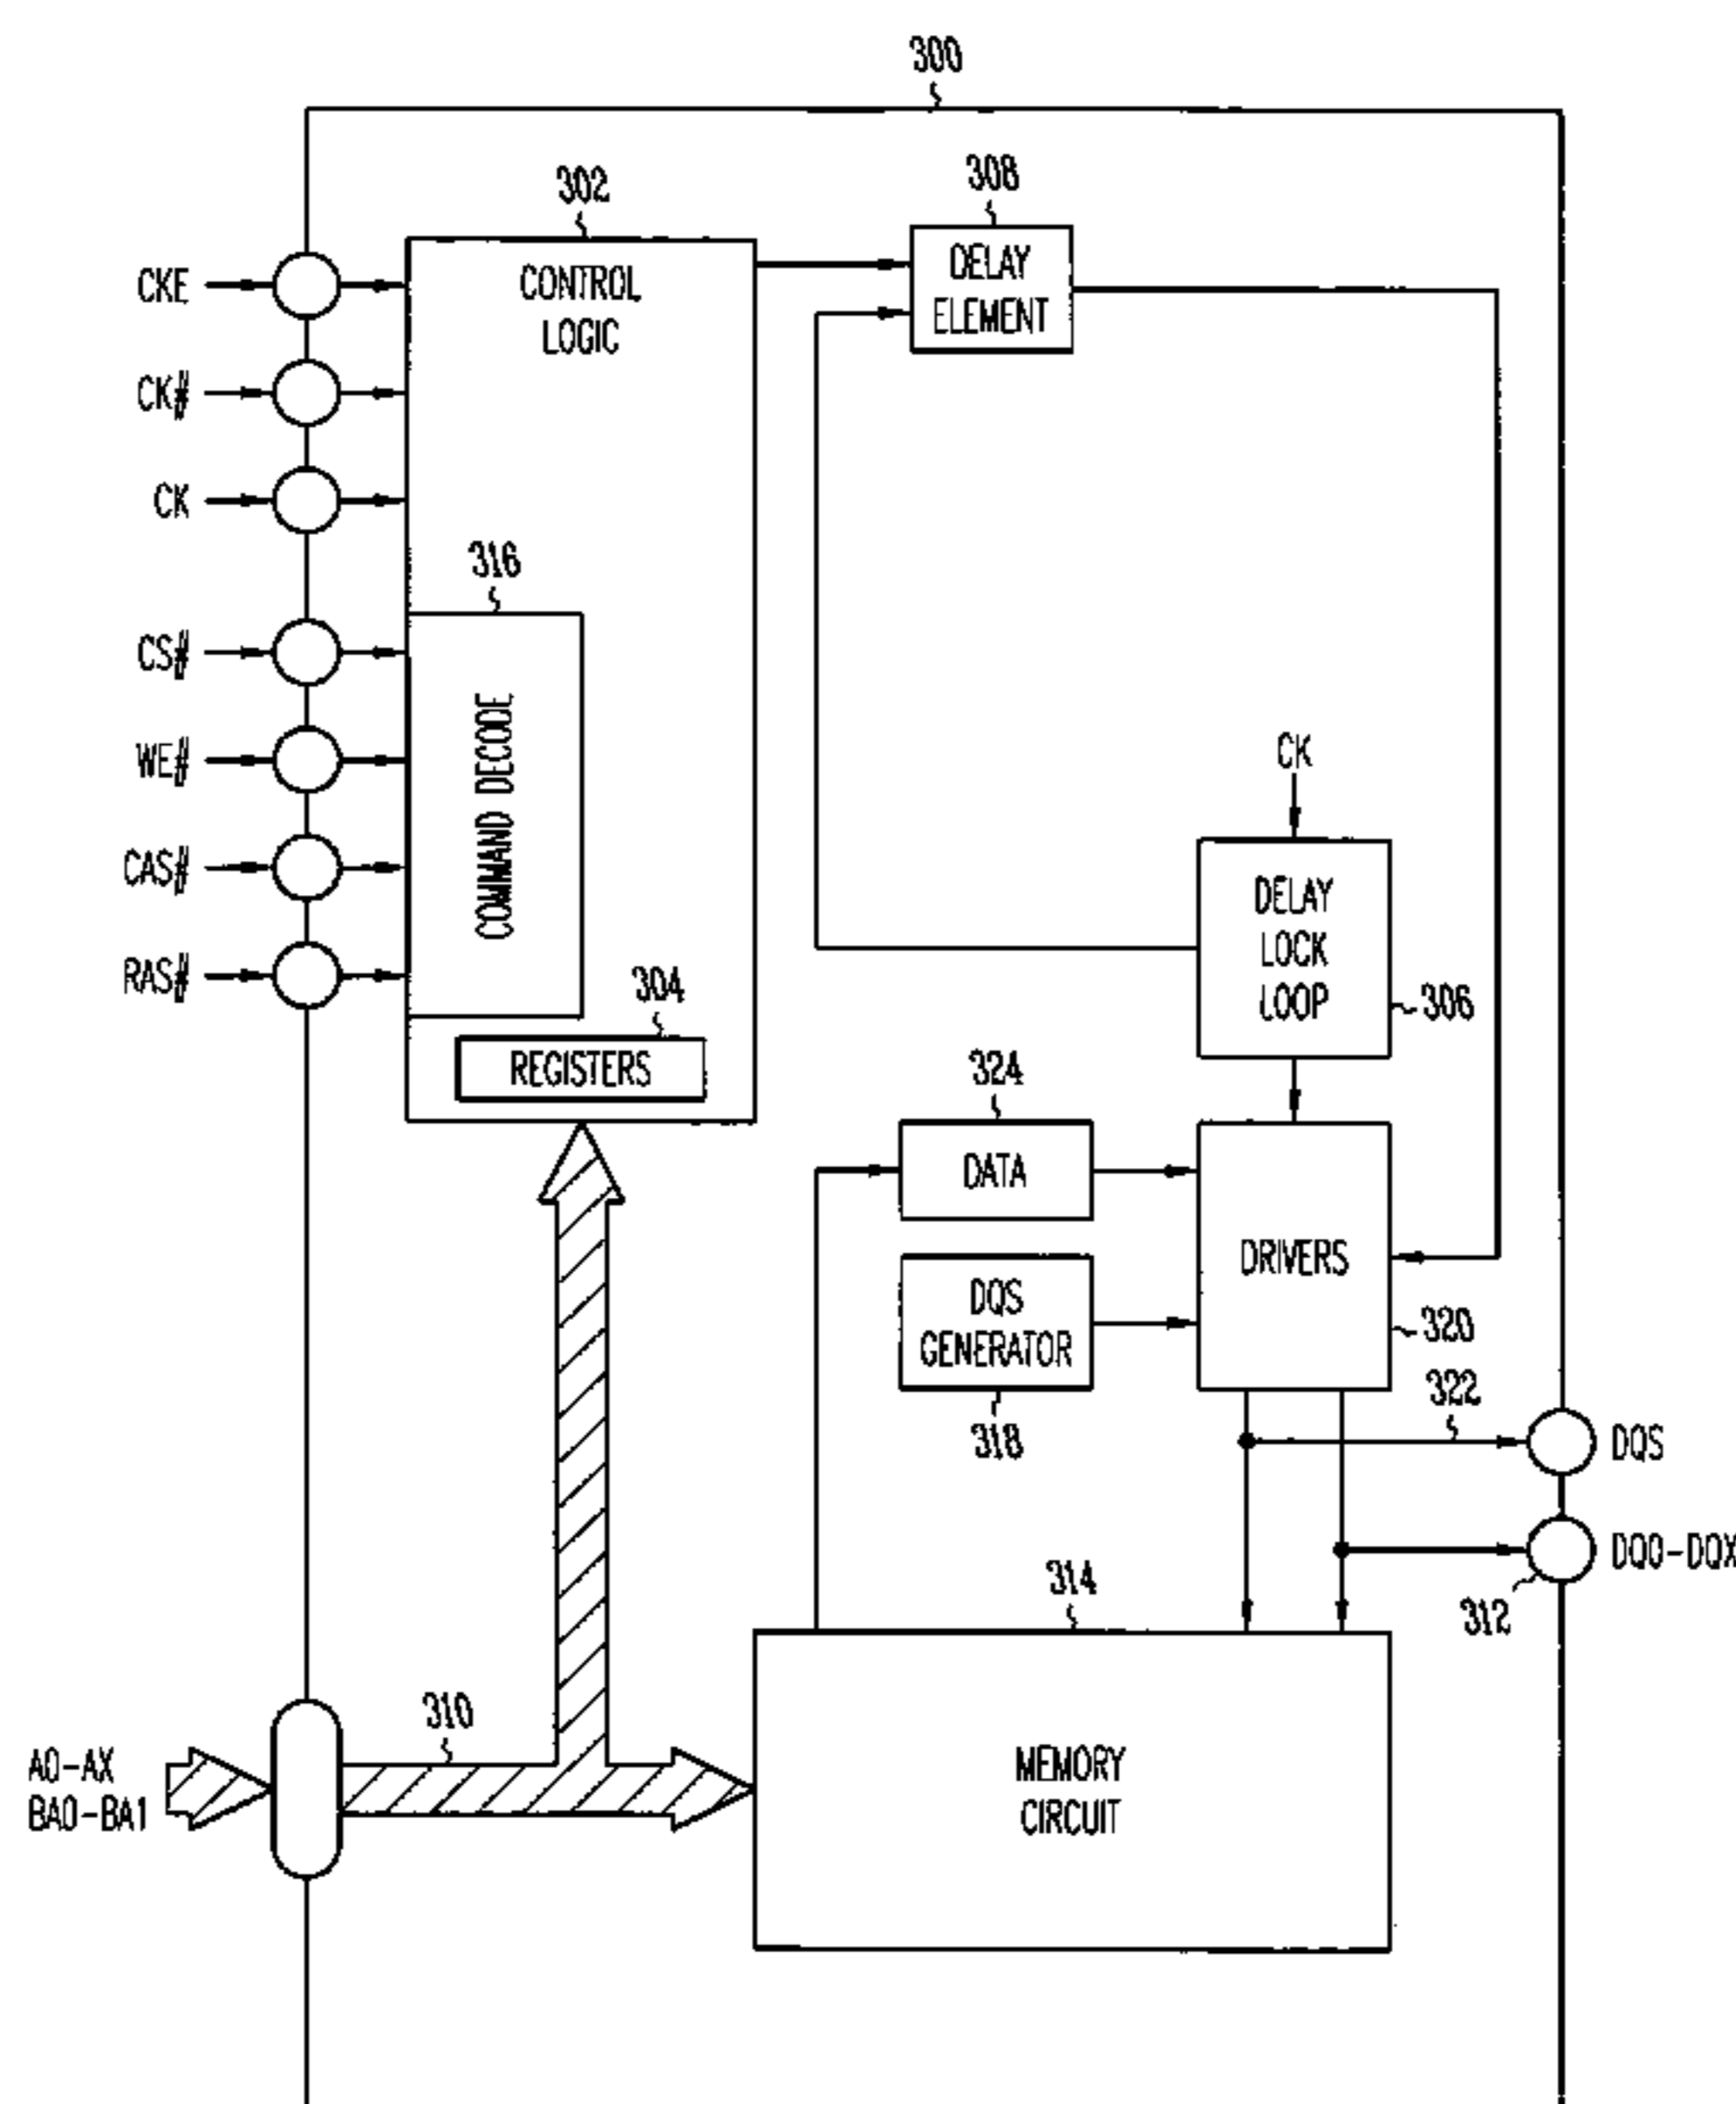 300
302
308
CKE
CONTROL
LOGIC
DELAY
ELEMENT
CK#
CK
316
CS#
WE#
CAS#
RAS#
COMMAND DECODE
CK
DELAY
LOCK
LOOP
306
304
REGISTERS
324
DATA
DRIVERS
DQS
GENERATOR
318
320
322
DQS
DQ0-DQX
312
314
310
A0-AX
BA0-BA1
MEMORY
CIRCUIT